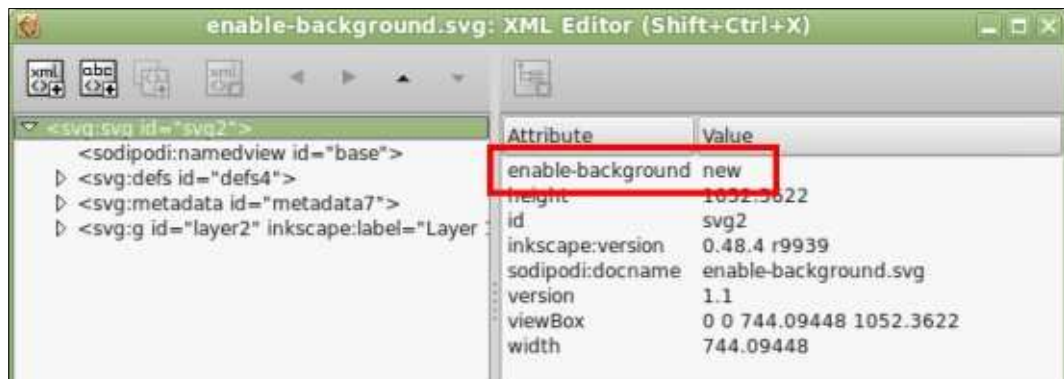 enable-background.svg: XML Editor (Shift+Ctrl+X)
xml
abc
xml
<svg:svg id="svg2">
<sodipodi:namedview id="base">
<svg:defs id="defs4">
<svg:metadata id="metadata7">
<svg:g id="layer2" inkscape:label="Layer
Attribute Value
enable-background new
height 1052.3622
id svg2
inkscape:version 0.48.4 r9939
sodipodi:docname enable-background.svg
version 1.1
viewBox 0 0 744.09448 1052.3622
width 744.09448